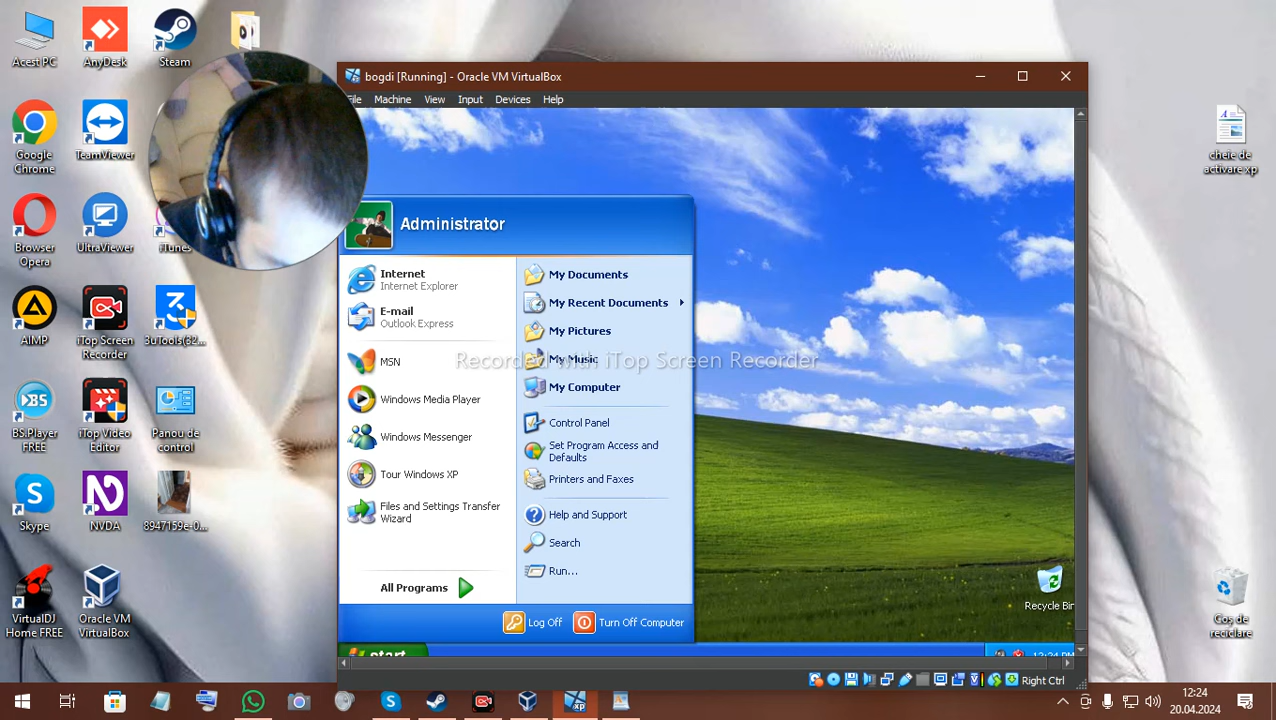 Acest PC
AnyDesk
Steam
Google
Chrome
TeamViewer
Browser
Opera
UltraViewer
iTunes
AIMP
iTop Screen
Recorder
3uTools(32...
BS.Player
FREE
iTop Video
Editor
Panou de
control
Skype
NVDA
8947159e-0...
VirtualDJ
Home FREE
Oracle VM
VirtualBox
bogdi [Running] - Oracle VM VirtualBox
File
Machine
View
Input
Devices
Help
Administrator
Internet
Internet Explorer
E-mail
Outlook Express
MSN
Windows Media Player
Windows Messenger
Tour Windows XP
Files and Settings Transfer
Wizard
All Programs
My Documents
My Recent Documents
My Pictures
My Music
My Computer
Control Panel
Set Program Access and
Defaults
Printers and Faxes
Help and Support
Search
Run...
Log Off
Turn Off Computer
Recorded with iTop Screen Recorder
Recycle Bin
start
12:24 PM
Right Ctrl
cheie de
activare xp
Coș de
reciclare
12:24
20.04.2024